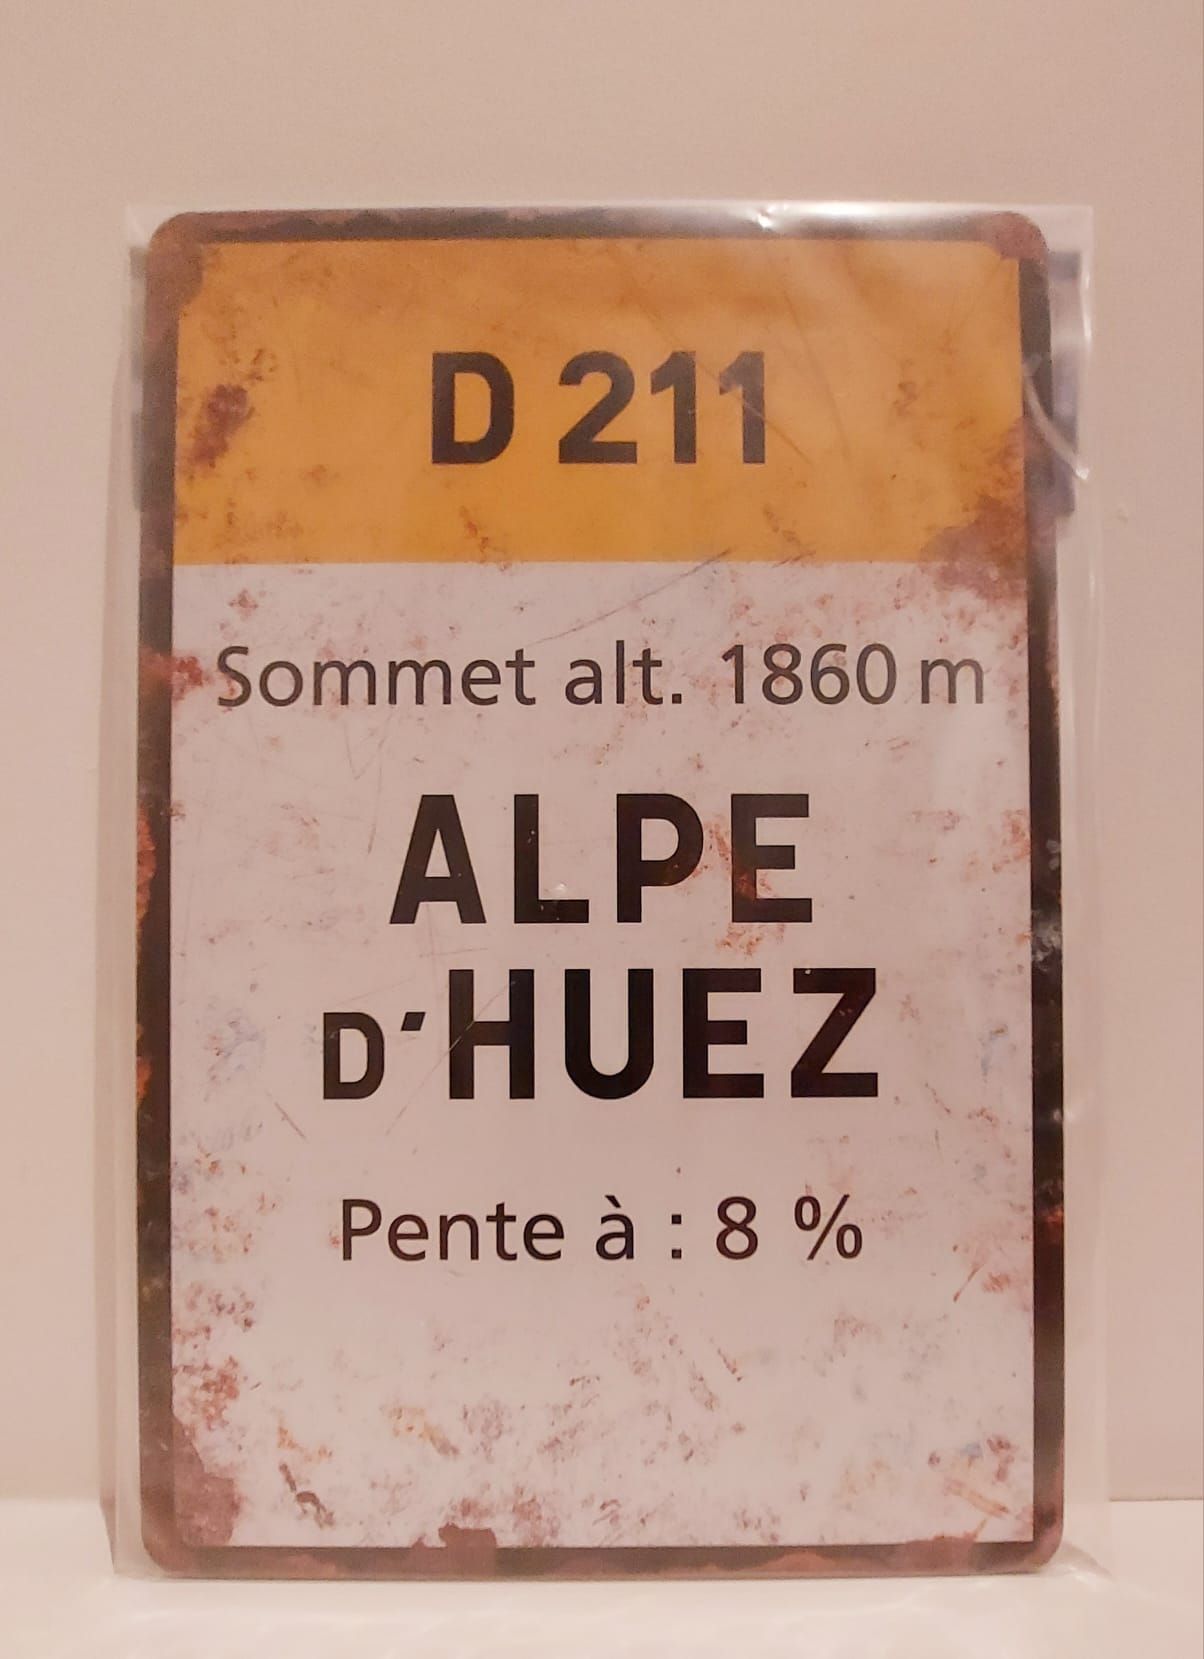 D 211
Sommet alt. 1860 m
ALPE
D'HUEZ
Pente à : 8 %